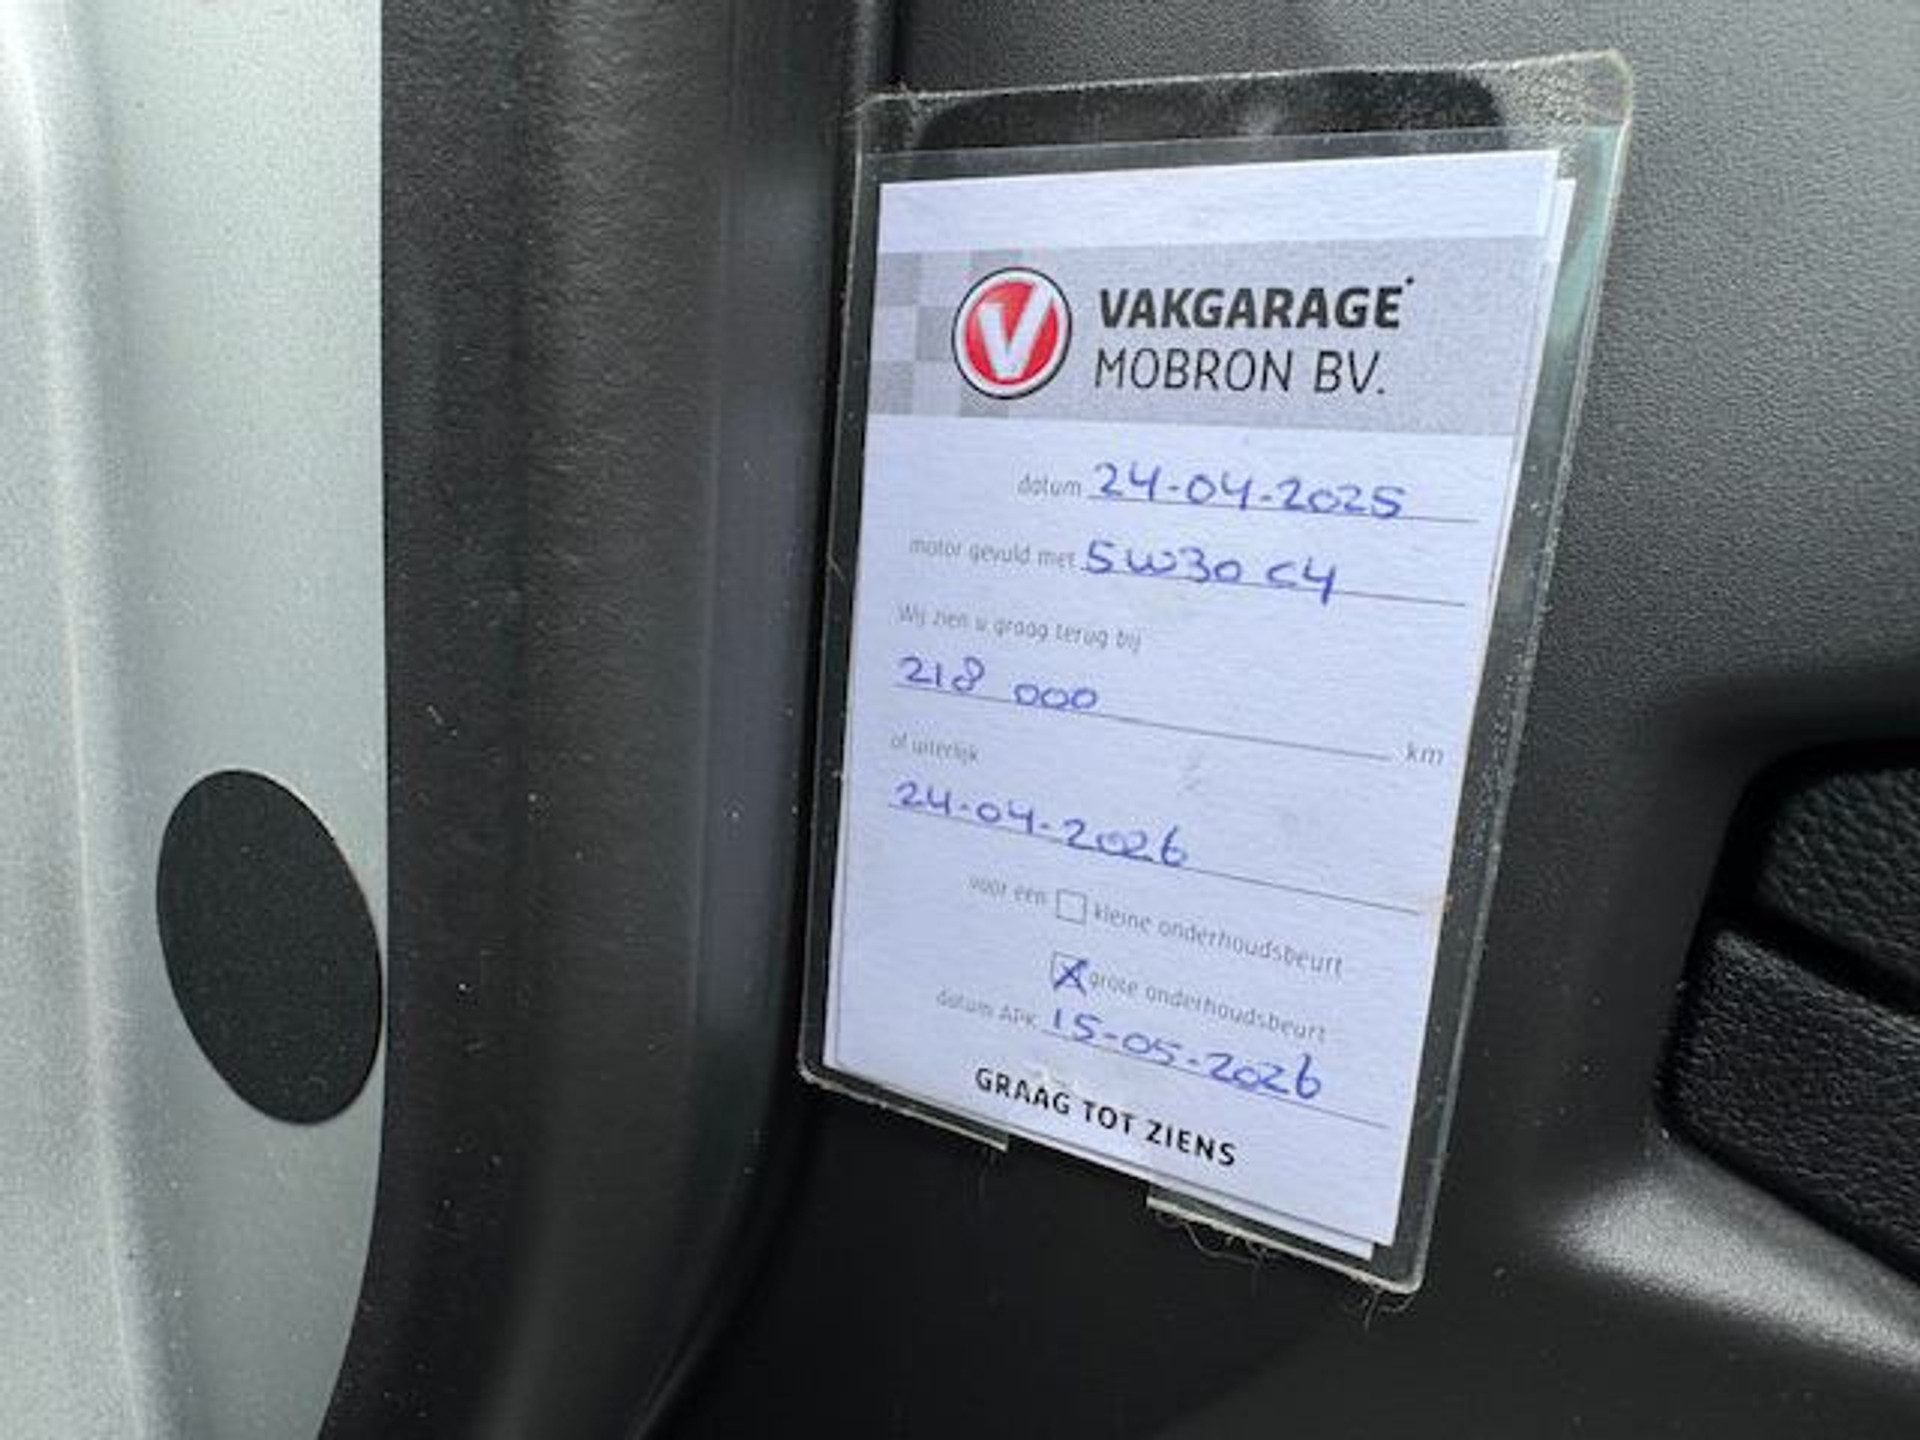 VAKGARAGE
MOBRON BV.
datum 24-04-2025
motor gevuld met 5W30 C4
Wij zien u graag terug bij
218 000 km
of uiterlijk
24-04-2026
voor een kleine onderhoudsbeurt
X grote onderhoudsbeurt
datum APK 15-05-2026
GRAAG TOT ZIENS